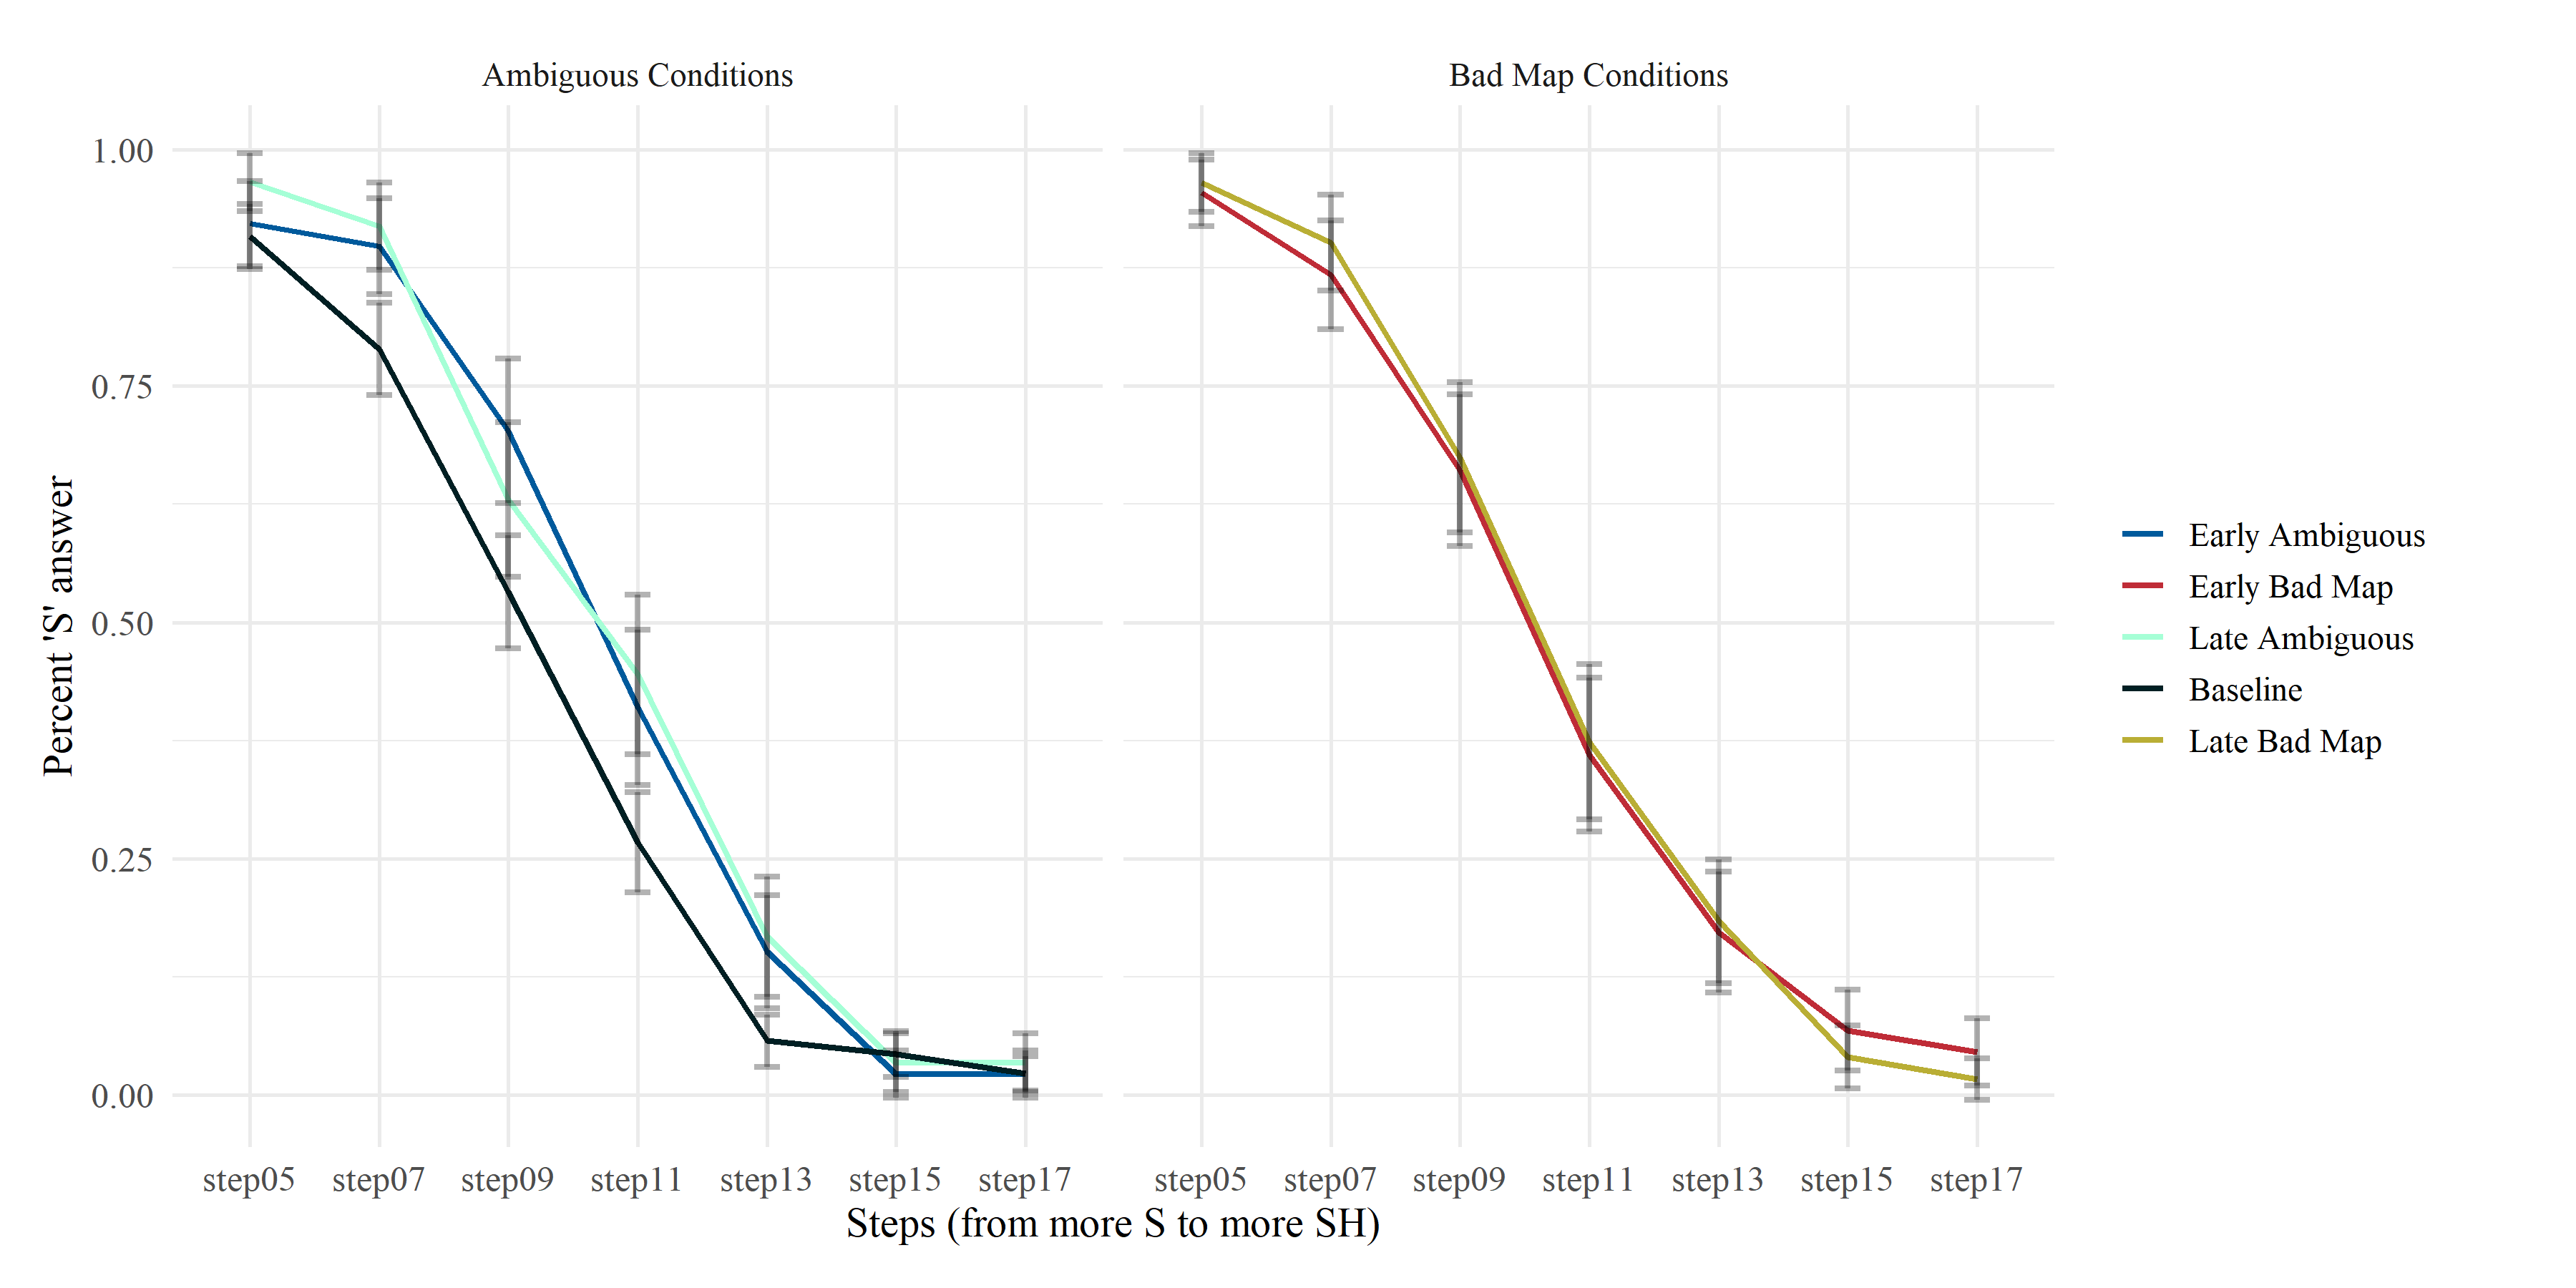 Ambiguous Conditions
Bad Map Conditions
1.00
0.75
0.50
0.25
0.00
Percent 'S' answer
step05 step07 step09 step11 step13 step15 step17
step05 step07 step09 step11 step13 step15 step17
Steps (from more S to more SH)
Early Ambiguous
Early Bad Map
Late Ambiguous
Baseline
Late Bad Map